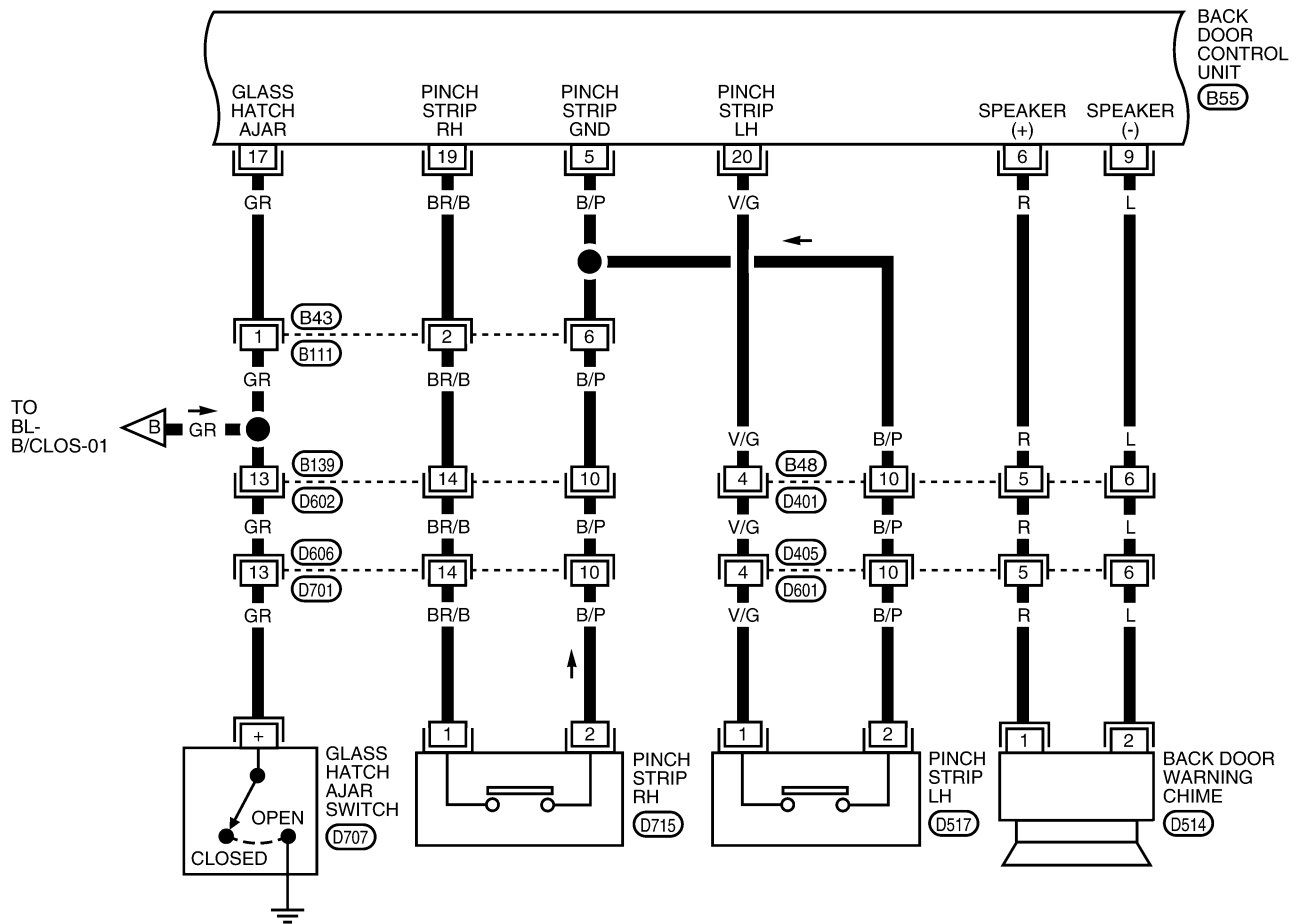 BACK
DOOR
CONTROL
UNIT
B55
GLASS
HATCH
AJAR
PINCH
STRIP
RH
PINCH
STRIP
GND
PINCH
STRIP
LH
SPEAKER
(+)
SPEAKER
(-)
17 19 5 20 6 9
GR BR/B B/P V/G R L
B43
1 2 6
B111
GR BR/B B/P
TO
BL-
B/CLOS-01
B GR
V/G B/P R L
B139 B48
13 14 10 4 10 5 6
D602 D401
GR BR/B B/P V/G B/P R L
D606 D405
13 14 10 4 10 5 6
D701 D601
GR BR/B B/P V/G B/P R L
+ 1 2 1 2 1 2
GLASS
HATCH
AJAR
SWITCH
D707
OPEN
CLOSED
PINCH
STRIP
RH
D715
PINCH
STRIP
LH
D517
BACK DOOR
WARNING
CHIME
D514